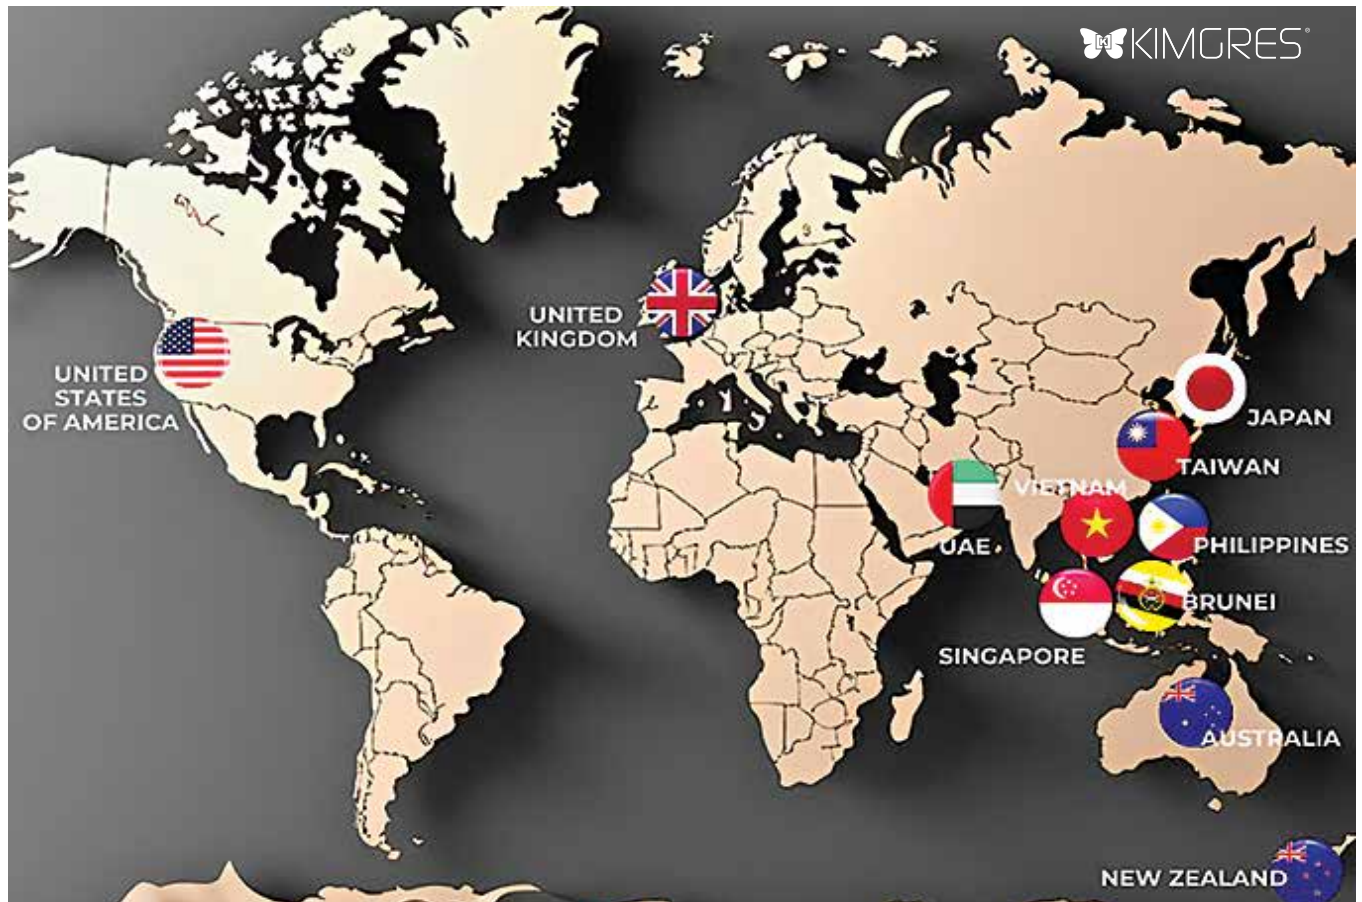 KIMGRES®
UNITED
KINGDOM
UNITED
STATES
OF AMERICA
JAPAN
TAIWAN
VIETNAM
UAE
PHILIPPINES
BRUNEI
SINGAPORE
AUSTRALIA
NEW ZEALAND